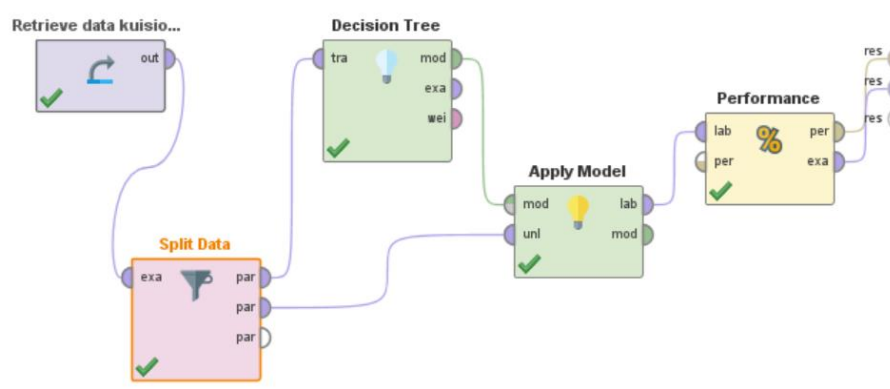 Retrieve data kuisio...
out
Decision Tree
tra
mod
exa
wei
Split Data
exa
par
par
par
Apply Model
mod
unl
lab
mod
Performance
lab
per
%
per
exa
res
res
res